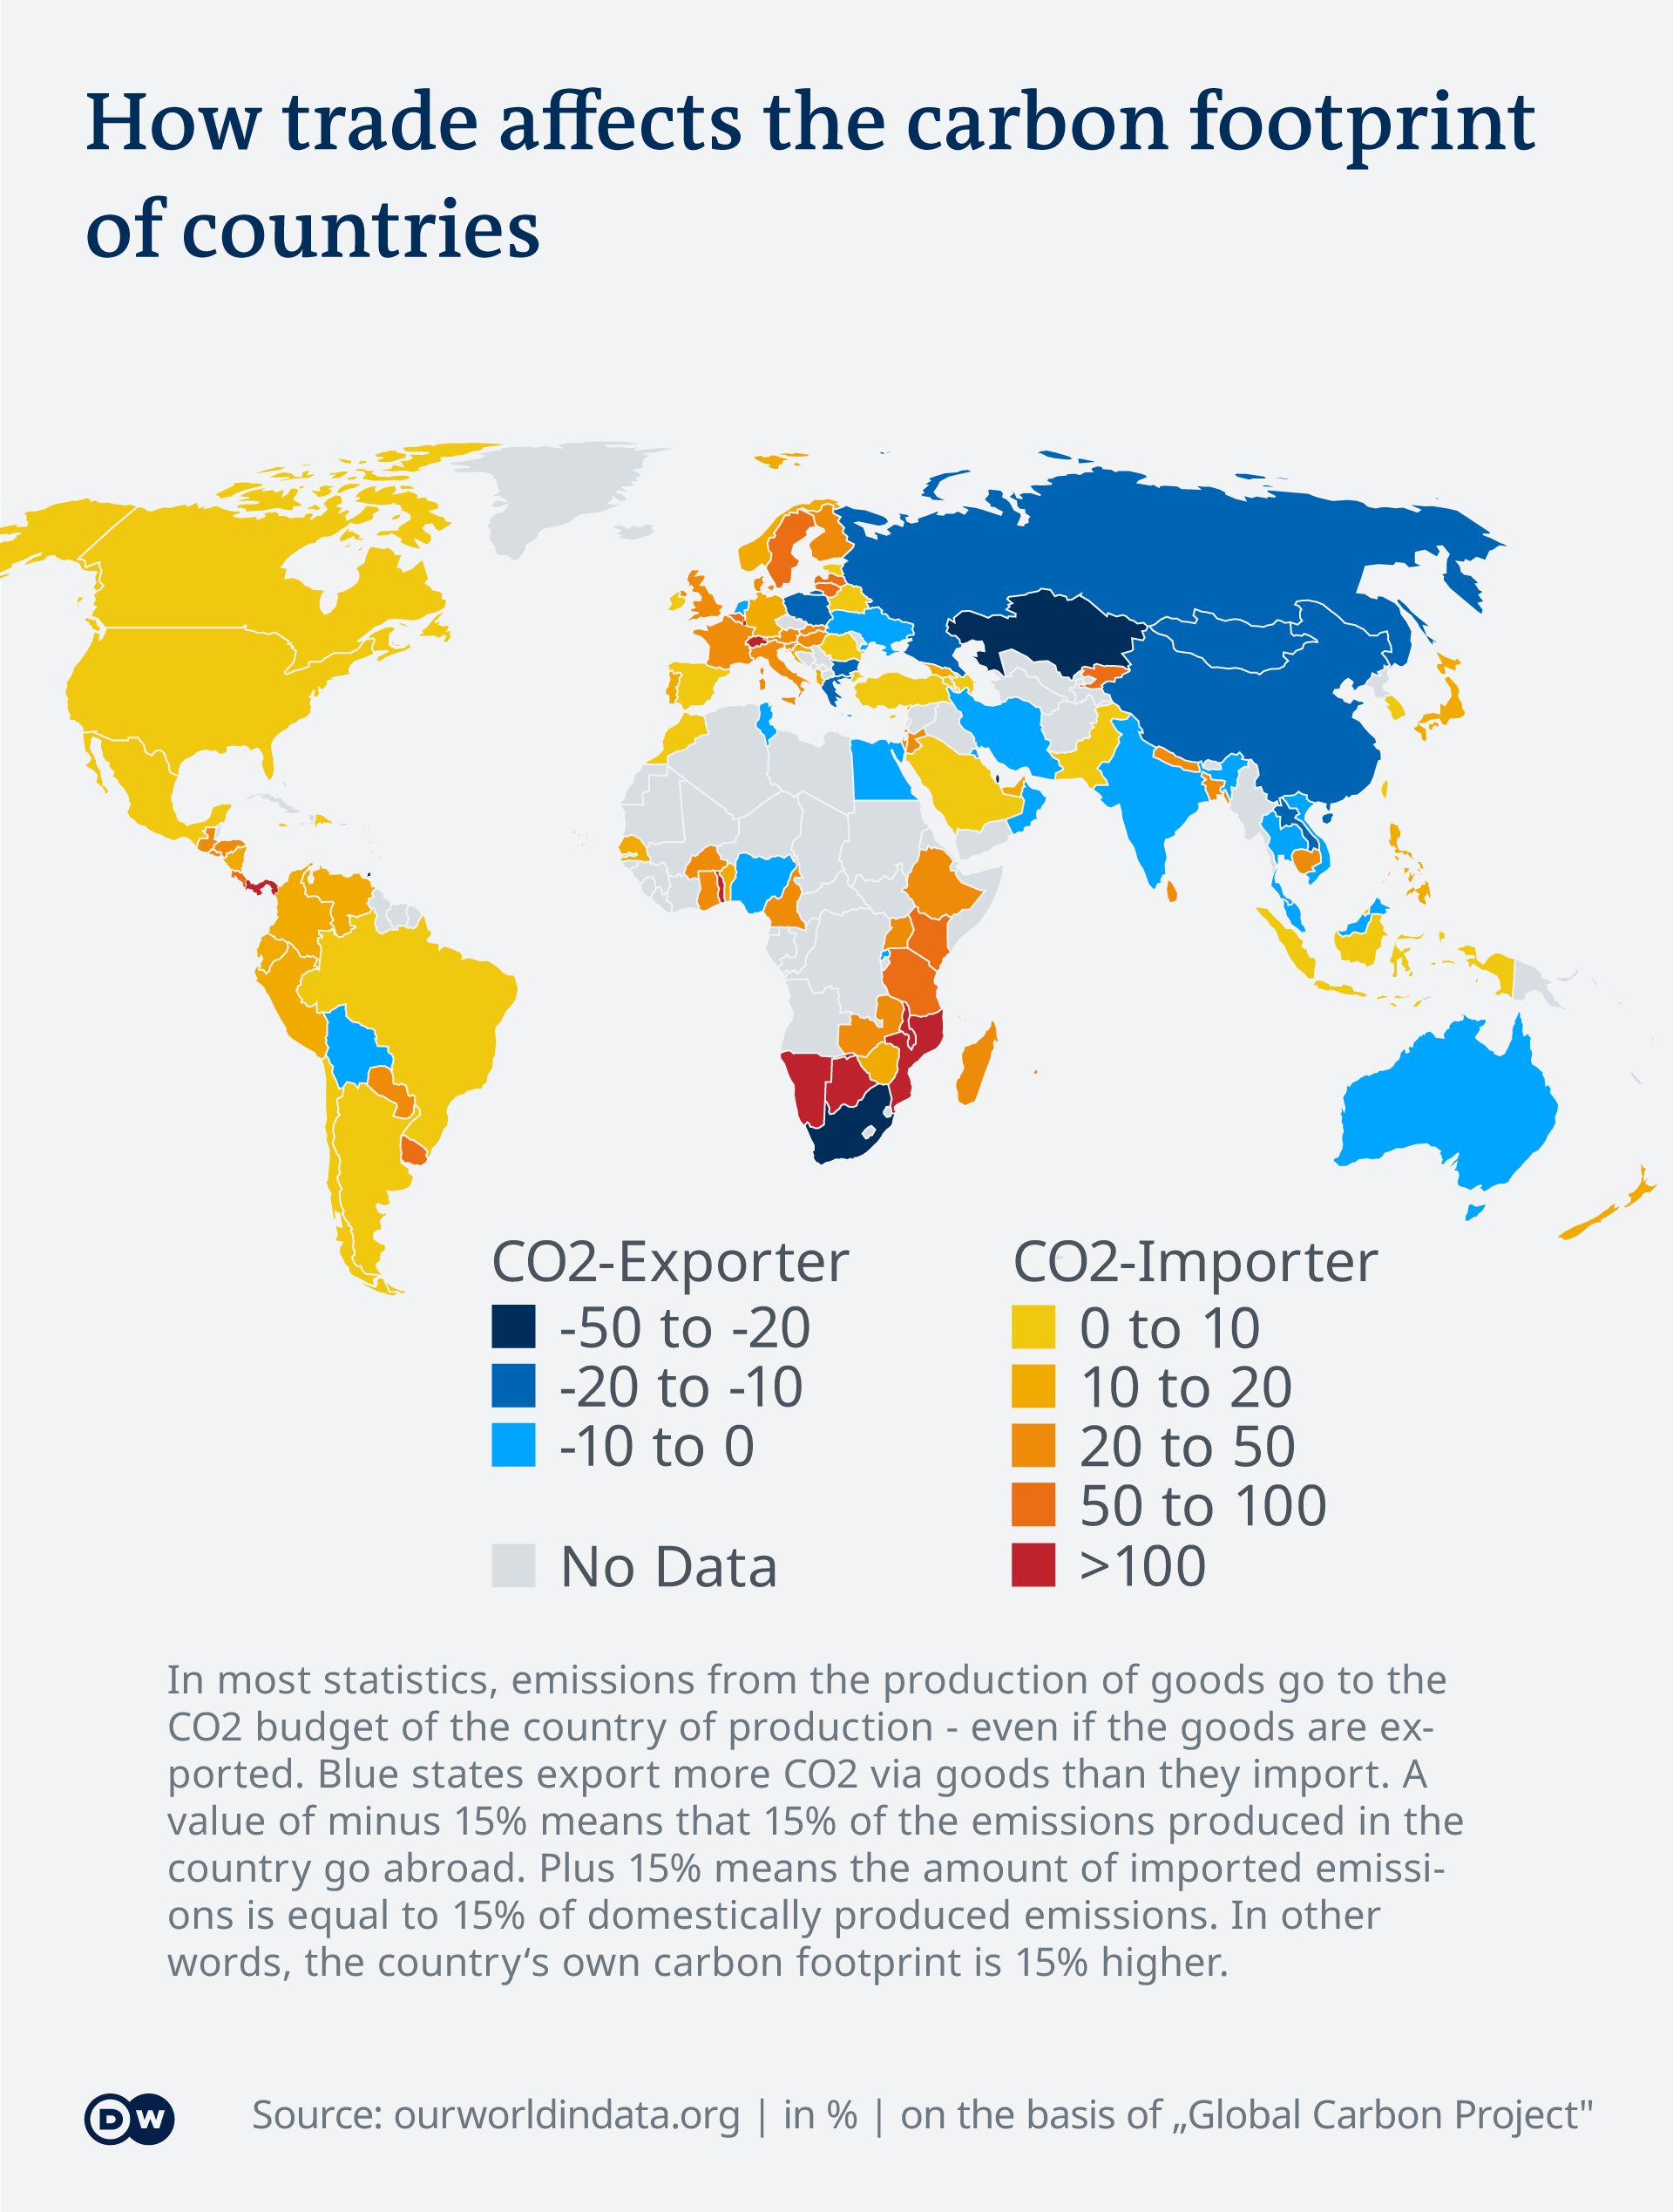 How trade affects the carbon footprint
of countries
CO2-Exporter
-50 to -20
-20 to -10
-10 to 0
No Data
CO2-Importer
0 to 10
10 to 20
20 to 50
50 to 100
>100
In most statistics, emissions from the production of goods go to the
CO2 budget of the country of production - even if the goods are ex-
ported. Blue states export more CO2 via goods than they import. A
value of minus 15% means that 15% of the emissions produced in the
country go abroad. Plus 15% means the amount of imported emissi-
ons is equal to 15% of domestically produced emissions. In other
words, the country‘s own carbon footprint is 15% higher.
DW
Source: ourworldindata.org | in % | on the basis of „Global Carbon Project"